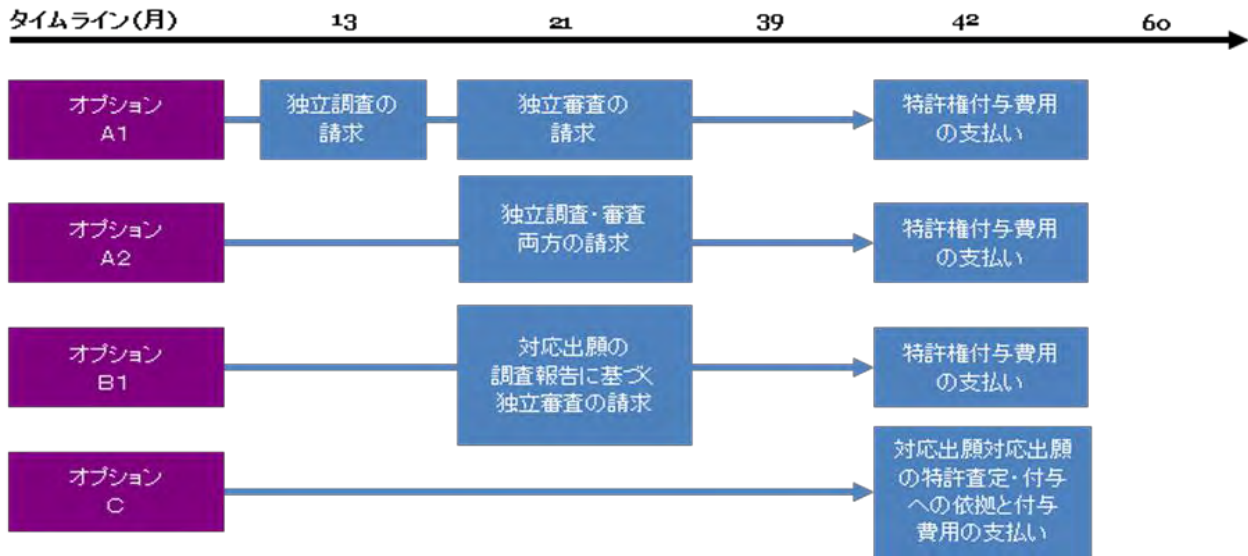 タイムライン(月) 13 21 39 42 60
オプション
A1
独立調査の
請求
独立審査の
請求
特許権付与費用
の支払い
オプション
A2
独立調査・審査
両方の請求
特許権付与費用
の支払い
オプション
B1
対応出願の
調査報告に基づく
独立審査の請求
特許権付与費用
の支払い
オプション
C
対応出願対応出願
の特許査定・付与
への依拠と付与
費用の支払い